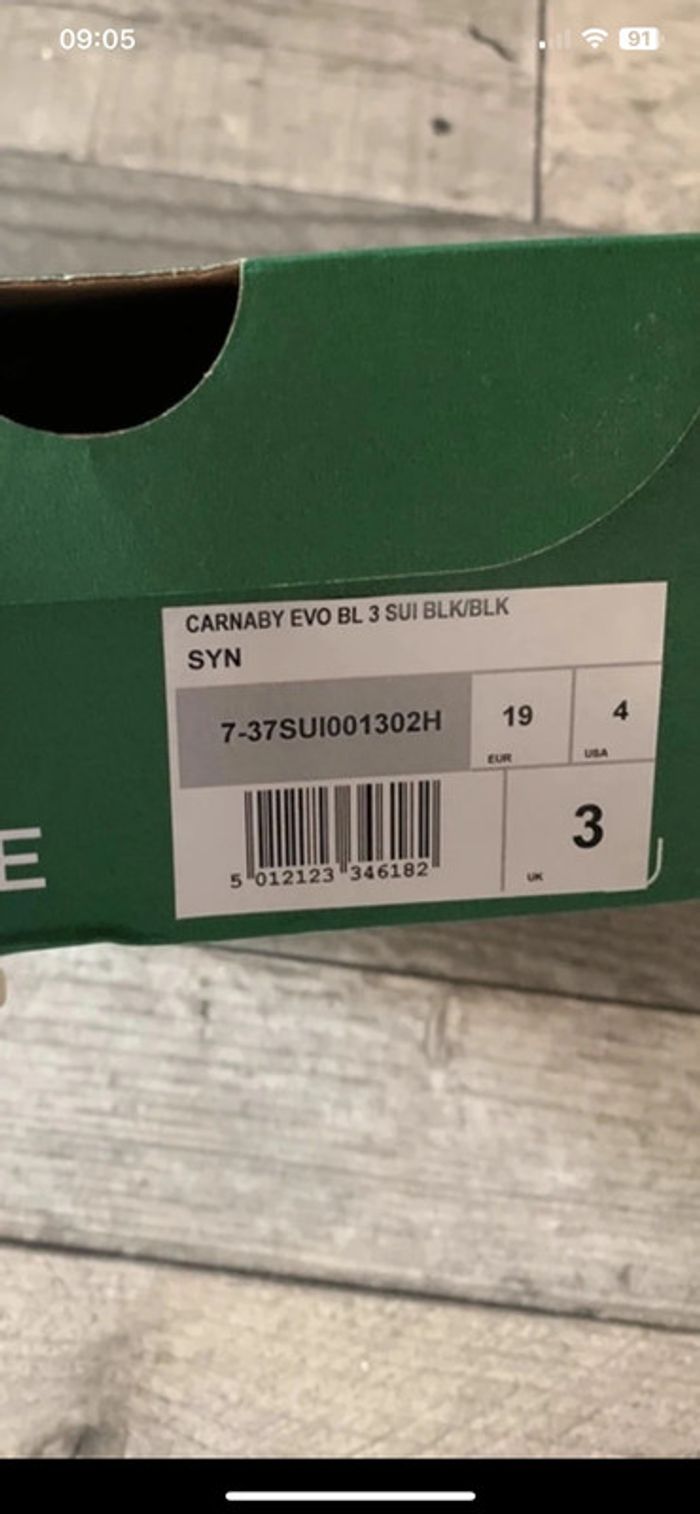 09:05
91
CARNABY EVO BL 3 SUI BLK/BLK
SYN
7-37SUI001302H
19
EUR
4
USA
5 012123 346182
3
UK
E